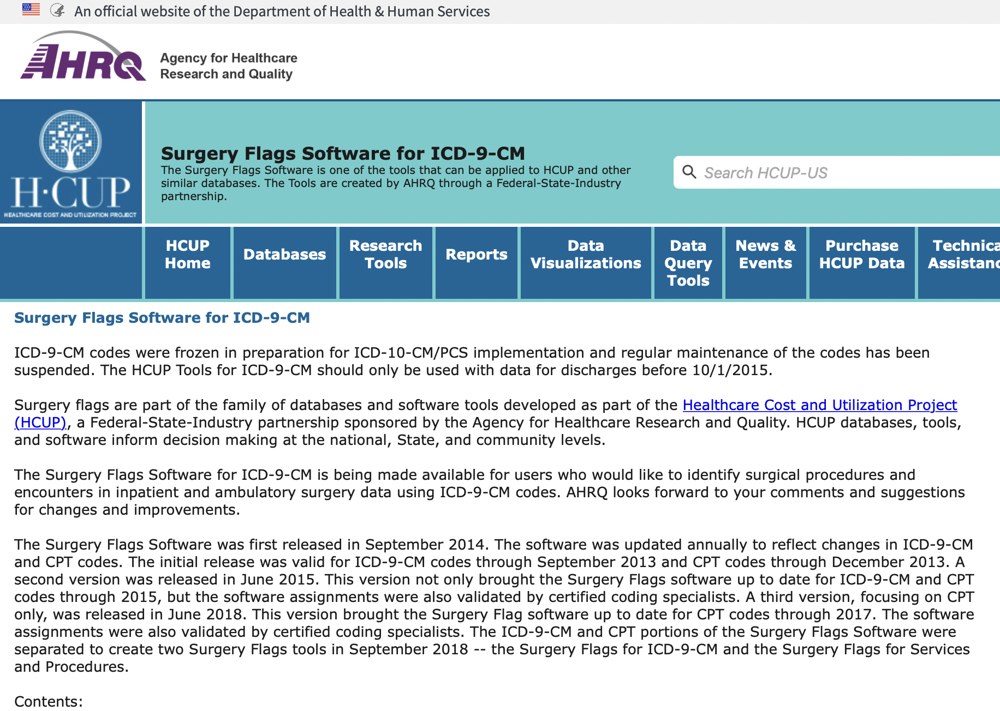 An official website of the Department of Health & Human Services
AHRQ
Agency for Healthcare
Research and Quality
H·CUP
HEALTHCARE COST AND UTILIZATION PROJECT
Surgery Flags Software for ICD-9-CM
The Surgery Flags Software is one of the tools that can be applied to HCUP and other
similar databases. The Tools are created by AHRQ through a Federal-State-Industry
partnership.
Search HCUP-US
HCUP
Home
Databases
Research
Tools
Reports
Data
Visualizations
Data
Query
Tools
News &
Events
Purchase
HCUP Data
Technica
Assistanc
Surgery Flags Software for ICD-9-CM
ICD-9-CM codes were frozen in preparation for ICD-10-CM/PCS implementation and regular maintenance of the codes has been
suspended. The HCUP Tools for ICD-9-CM should only be used with data for discharges before 10/1/2015.
Surgery flags are part of the family of databases and software tools developed as part of the Healthcare Cost and Utilization Project
(HCUP), a Federal-State-Industry partnership sponsored by the Agency for Healthcare Research and Quality. HCUP databases, tools,
and software inform decision making at the national, State, and community levels.
The Surgery Flags Software for ICD-9-CM is being made available for users who would like to identify surgical procedures and
encounters in inpatient and ambulatory surgery data using ICD-9-CM codes. AHRQ looks forward to your comments and suggestions
for changes and improvements.
The Surgery Flags Software was first released in September 2014. The software was updated annually to reflect changes in ICD-9-CM
and CPT codes. The initial release was valid for ICD-9-CM codes through September 2013 and CPT codes through December 2013. A
second version was released in June 2015. This version not only brought the Surgery Flags software up to date for ICD-9-CM and CPT
codes through 2015, but the software assignments were also validated by certified coding specialists. A third version, focusing on CPT
only, was released in June 2018. This version brought the Surgery Flag software up to date for CPT codes through 2017. The software
assignments were also validated by certified coding specialists. The ICD-9-CM and CPT portions of the Surgery Flags Software were
separated to create two Surgery Flags tools in September 2018 -- the Surgery Flags for ICD-9-CM and the Surgery Flags for Services
and Procedures.
Contents: